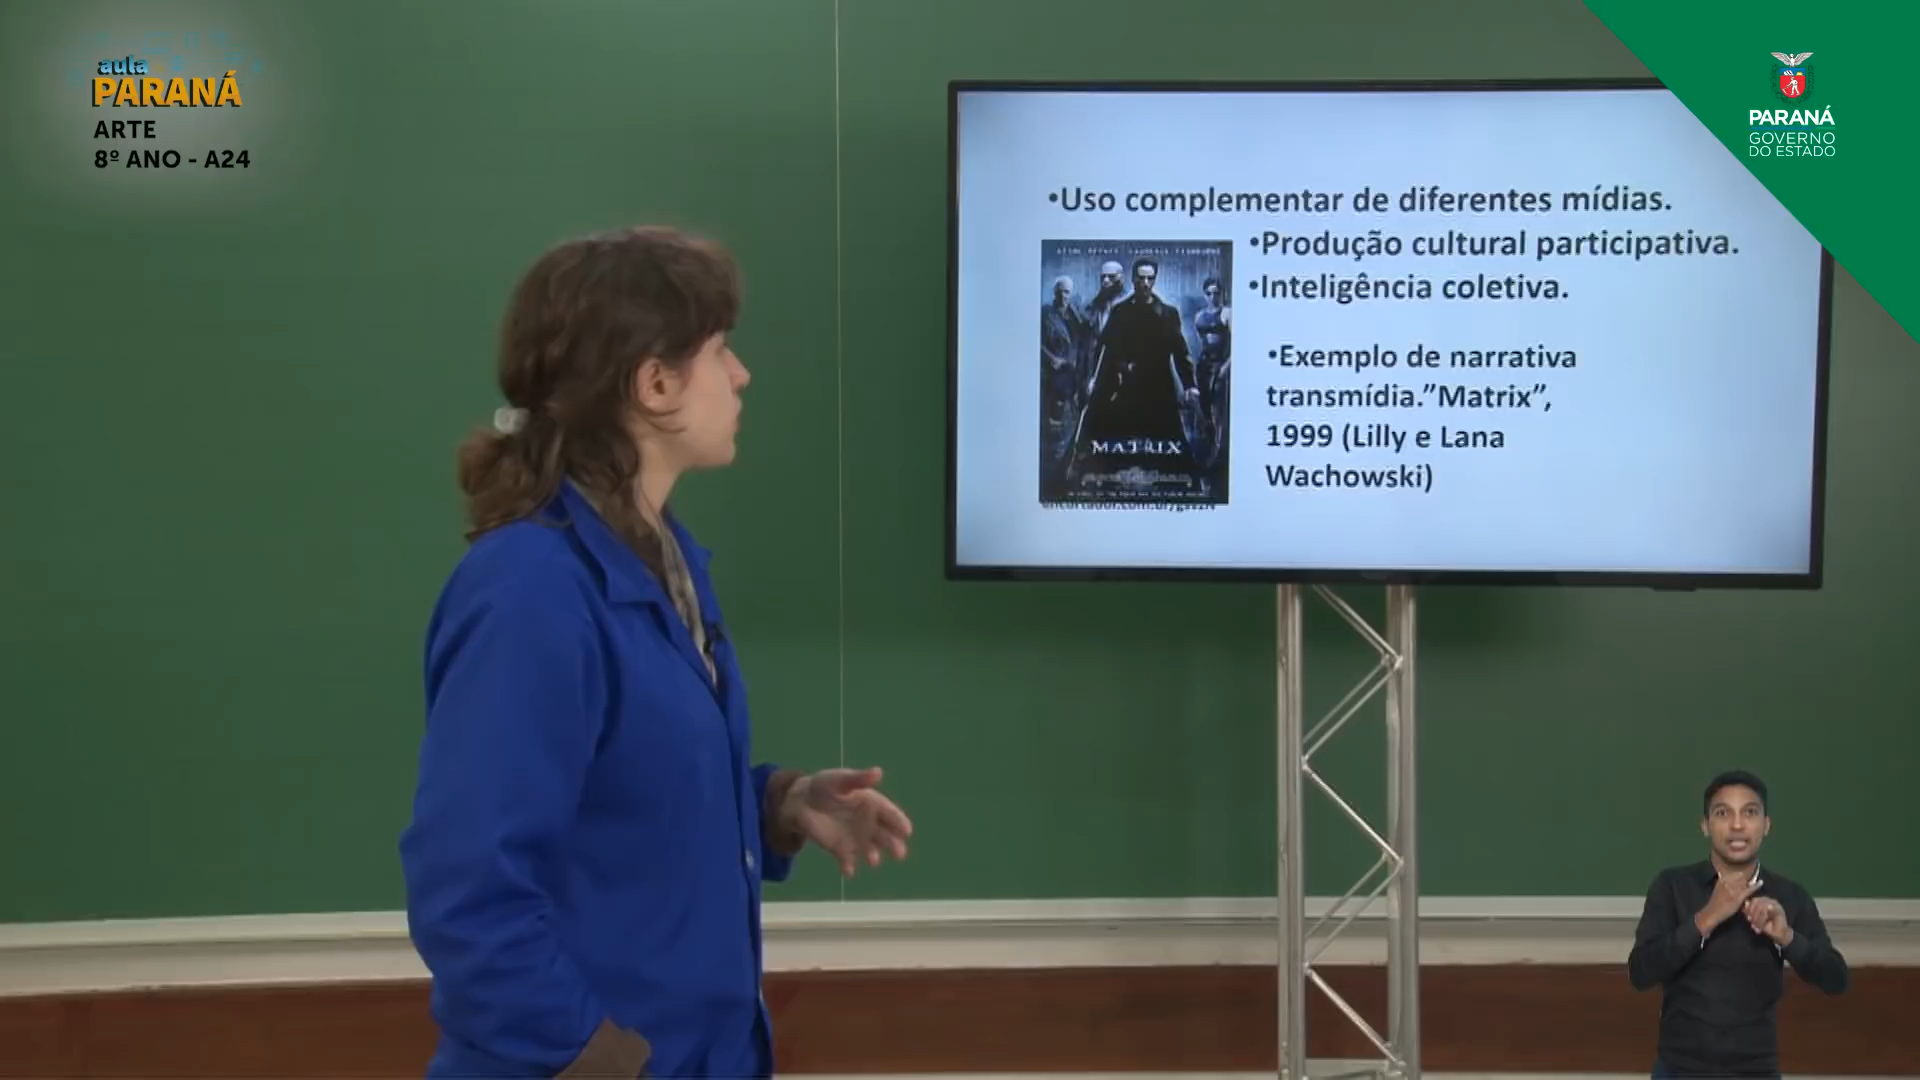 aula
PARANÁ
ARTE
8º ANO - A24
PARANÁ
GOVERNO
DO ESTADO
•Uso complementar de diferentes mídias.
•Produção cultural participativa.
•Inteligência coletiva.
•Exemplo de narrativa
transmídia.”Matrix”,
1999 (Lilly e Lana
Wachowski)
MATRIX